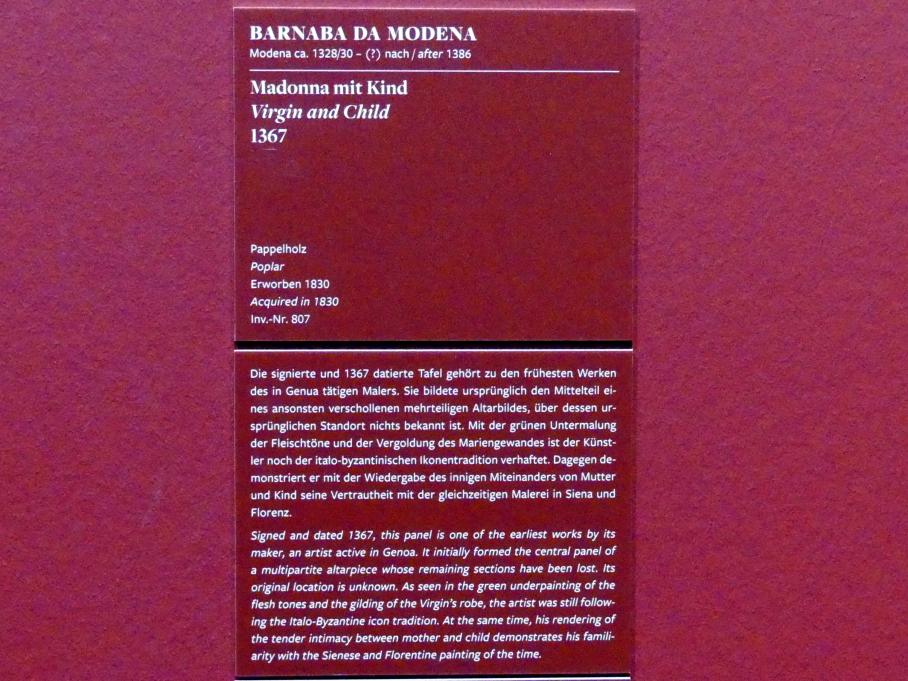 BARNABA DA MODENA
Modena ca. 1328/30 – (?) nach / after 1386
Madonna mit Kind
Virgin and Child
1367
Pappelholz
Poplar
Erworben 1830
Acquired in 1830
Inv.-Nr. 807
Die signierte und 1367 datierte Tafel gehört zu den frühesten Werken
des in Genua tätigen Malers. Sie bildete ursprünglich den Mittelteil ei-
nes ansonsten verschollenen mehrteiligen Altarbildes, über dessen ur-
sprünglichen Standort nichts bekannt ist. Mit der grünen Untermalung
der Fleischtöne und der Vergoldung des Mariengewandes ist der Künst-
ler noch der italo-byzantinischen Ikonentradition verhaftet. Dagegen de-
monstriert er mit der Wiedergabe des innigen Miteinanders von Mutter
und Kind seine Vertrautheit mit der gleichzeitigen Malerei in Siena und
Florenz.
Signed and dated 1367, this panel is one of the earliest works by its
maker, an artist active in Genoa. It initially formed the central panel of
a multipartite altarpiece whose remaining sections have been lost. Its
original location is unknown. As seen in the green underpainting of the
flesh tones and the gilding of the Virgin's robe, the artist was still follow-
ing the Italo-Byzantine icon tradition. At the same time, his rendering of
the tender intimacy between mother and child demonstrates his famili-
arity with the Sienese and Florentine painting of the time.